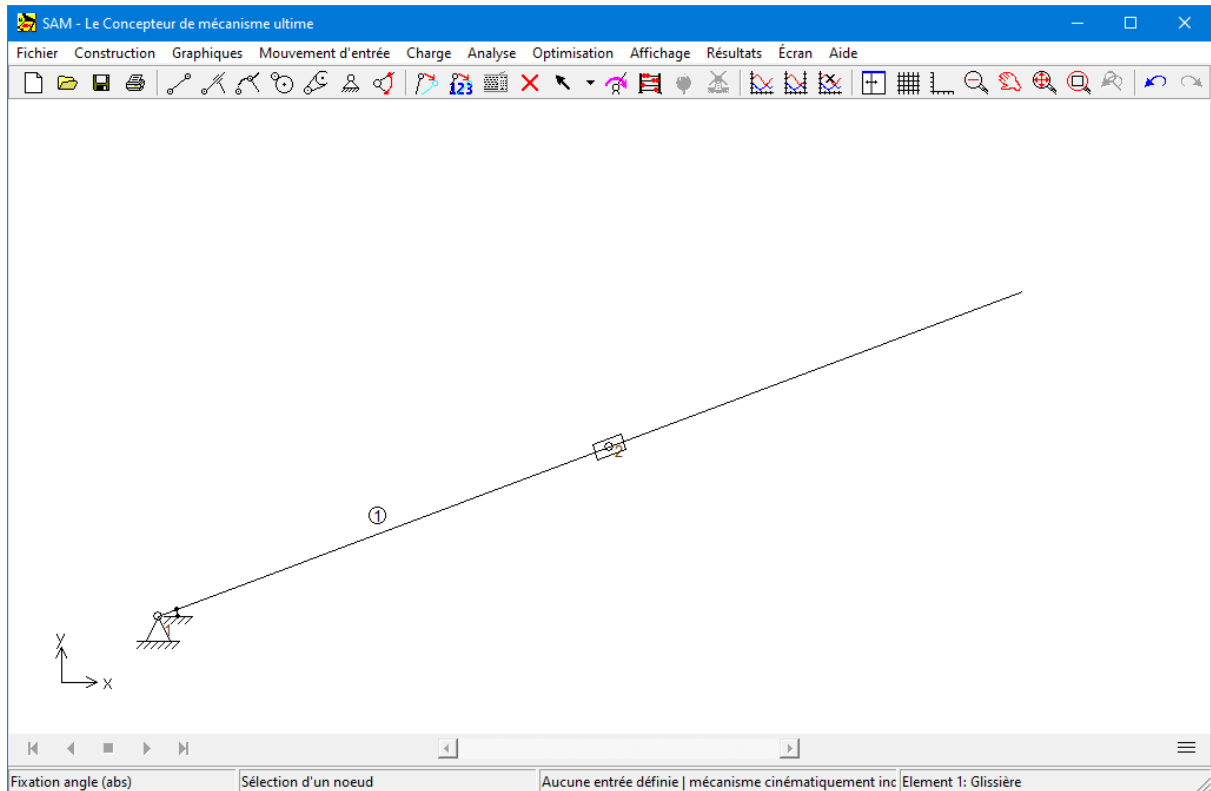 SAM - Le Concepteur de mécanisme ultime
Fichier Construction Graphiques Mouvement d'entrée Charge Analyse Optimisation Affichage Résultats Écran Aide
123
2
1
1
y
x
Fixation angle (abs) Sélection d'un noeud Aucune entrée définie | mécanisme cinématiquement inc Element 1: Glissière